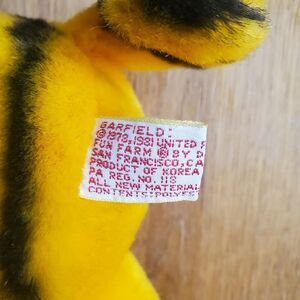 GARFIELD:
©1978, 1981 UNITED F
FUN FARM ® BY D
SAN FRANCISCO, CA
PRODUCT OF KOREA
PA REG. NO. 118
ALL NEW MATERIAL
CONTENTS: POLYES